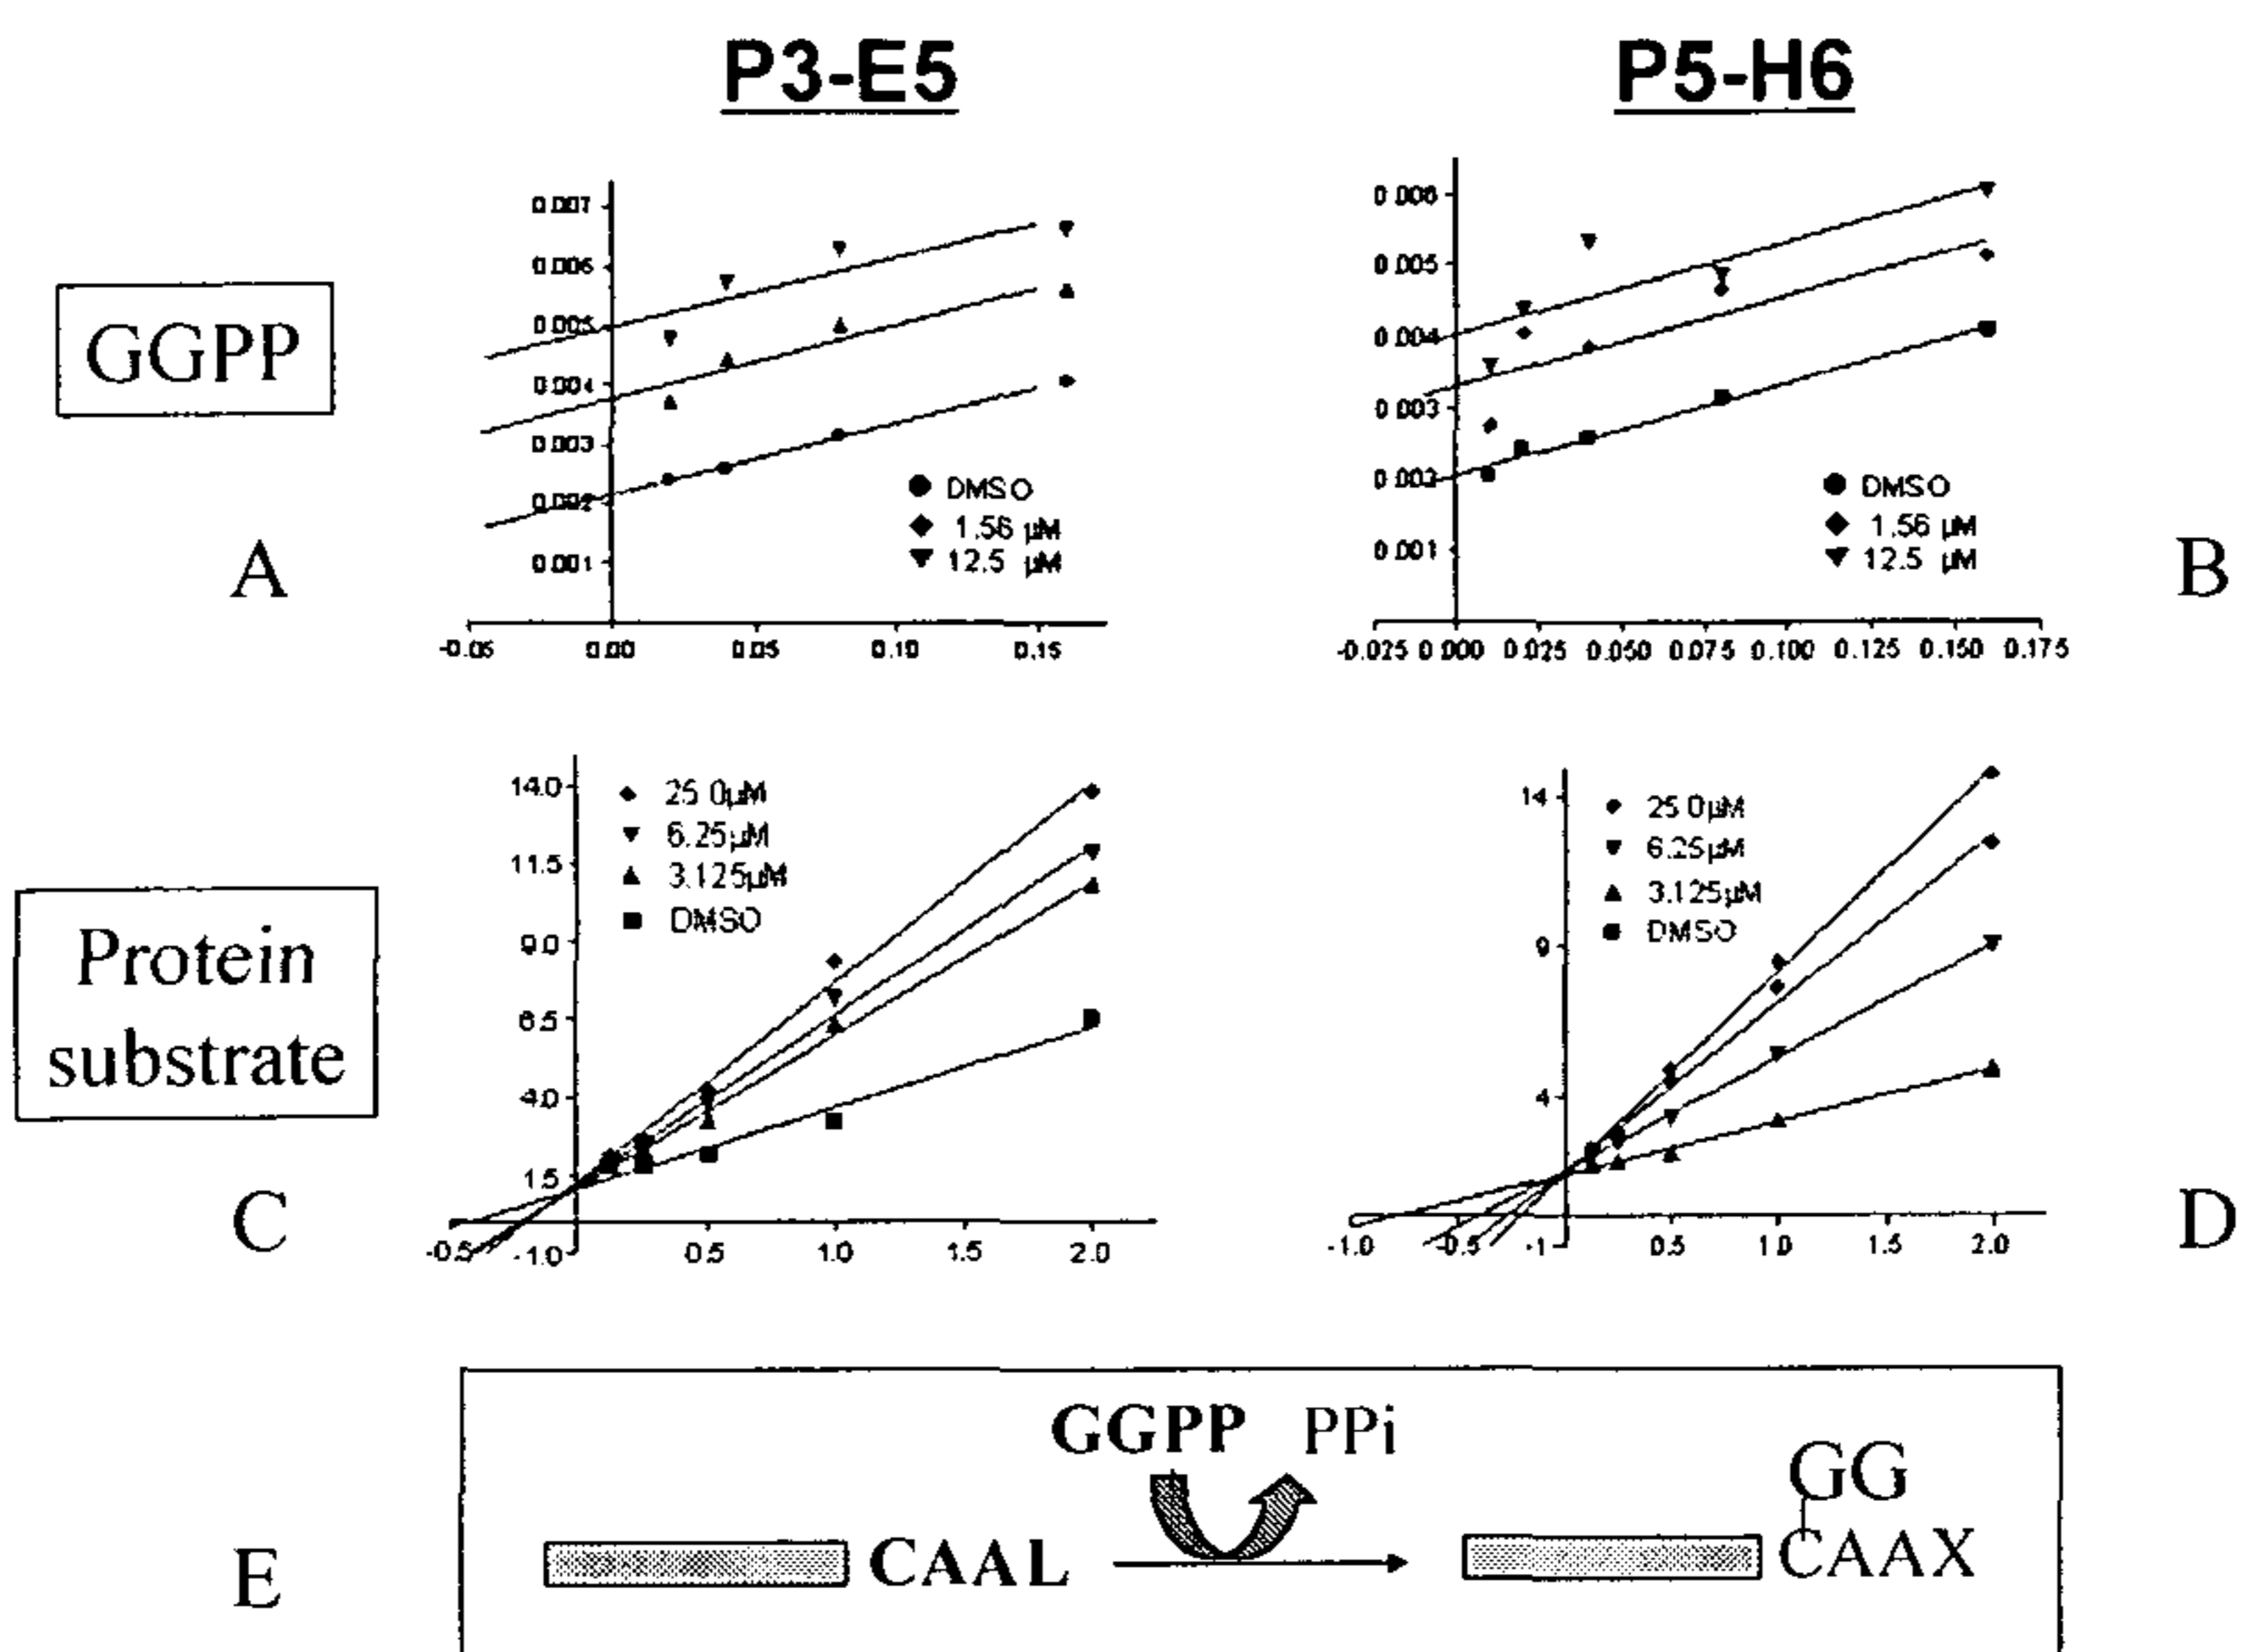 P3-E5
P5-H6
GGPP
A
0.007
0.006
0.005
0.004
0.003
0.002
0.001
-0.05 0.00 0.05 0.10 0.15
DMSO
1.56 µM
12.5 µM
B
0.006
0.005
0.004
0.003
0.002
0.001
-0.025 0.000 0.025 0.050 0.075 0.100 0.125 0.150 0.175
DMSO
1.56 µM
12.5 µM
Protein
substrate
C
14.0
11.5
9.0
6.5
4.0
1.5
-1.0
-0.5 0.5 1.0 1.5 2.0
25.0µM
6.25µM
3.125µM
DMSO
D
14
9
4
-1
-1.0 -0.5 0.5 1.0 1.5 2.0
25.0µM
6.25µM
3.125µM
DMSO
E
GGPP PPi
GG
CAAL
CAAX